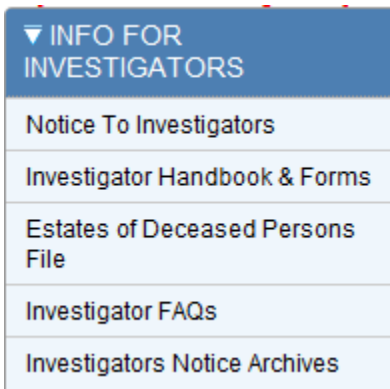 INFO FOR
INVESTIGATORS
Notice To Investigators
Investigator Handbook & Forms
Estates of Deceased Persons
File
Investigator FAQs
Investigators Notice Archives